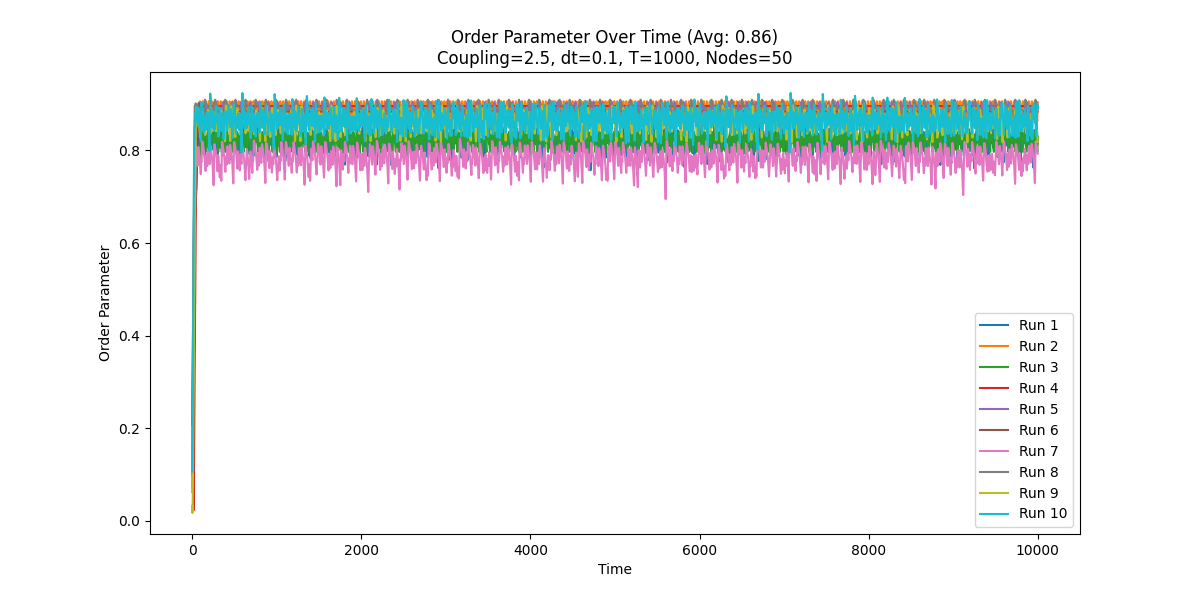 Order Parameter Over Time (Avg: 0.86)
Coupling=2.5, dt=0.1, T=1000, Nodes=50
Order Parameter
0.8
0.6
0.4
0.2
0.0
0 2000 4000 6000 8000 10000
Time
Run 1
Run 2
Run 3
Run 4
Run 5
Run 6
Run 7
Run 8
Run 9
Run 10